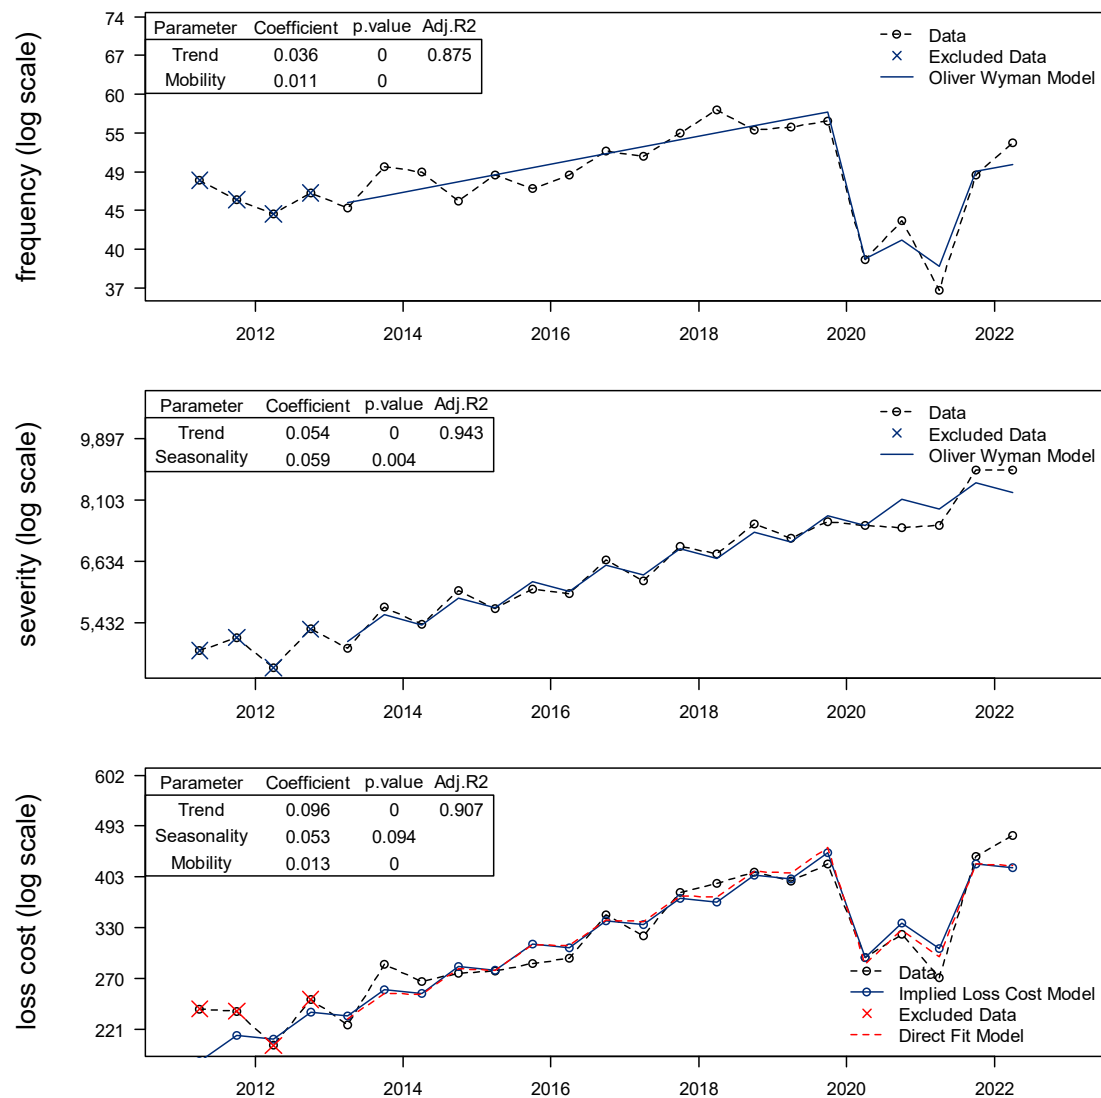 frequency (log scale)
74
67
60
55
49
45
40
37
Parameter Coefficient p.value Adj.R2
Trend 0.036 0 0.875
Mobility 0.011 0
Data
Excluded Data
Oliver Wyman Model
2012 2014 2016 2018 2020 2022
severity (log scale)
9,897
8,103
6,634
5,432
Parameter Coefficient p.value Adj.R2
Trend 0.054 0 0.943
Seasonality 0.059 0.004
Data
Excluded Data
Oliver Wyman Model
2012 2014 2016 2018 2020 2022
loss cost (log scale)
602
493
403
330
270
221
Parameter Coefficient p.value Adj.R2
Trend 0.096 0 0.907
Seasonality 0.053 0.094
Mobility 0.013 0
Data
Implied Loss Cost Model
Excluded Data
Direct Fit Model
2012 2014 2016 2018 2020 2022